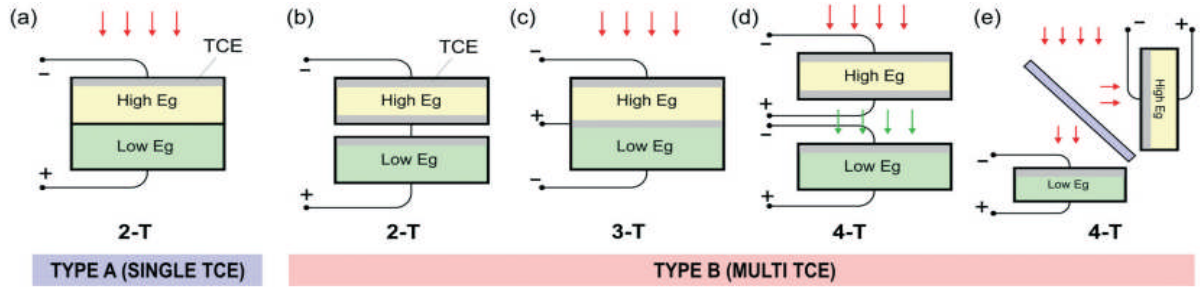 (a)
TCE
−
High Eg
Low Eg
+
2-T
(b)
TCE
−
High Eg
Low Eg
+
2-T
(c)
−
High Eg
+
Low Eg
−
3-T
(d)
−
High Eg
+
−
Low Eg
+
4-T
(e)
− +
High Eg
−
Low Eg
+
4-T
TYPE A (SINGLE TCE)
TYPE B (MULTI TCE)